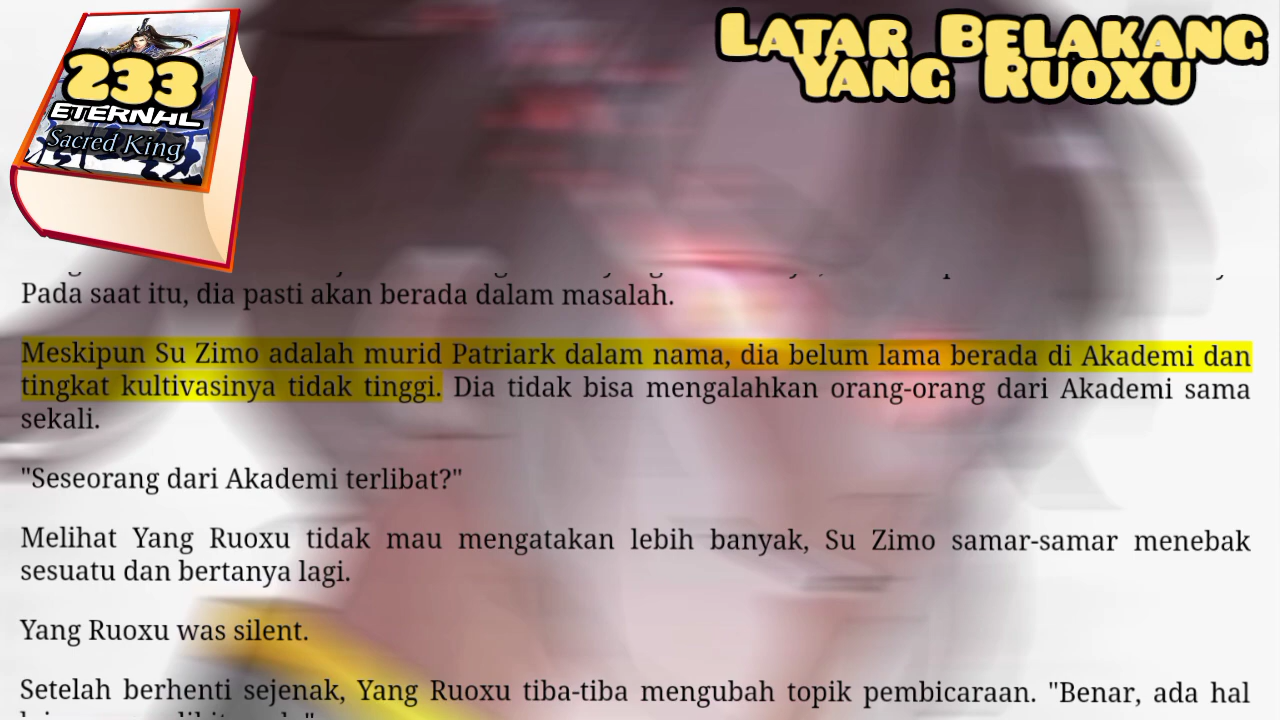 233
ETERNAL
Sacred King
LATAR BELAKANG
YANG RUOXU
Pada saat itu, dia pasti akan berada dalam masalah.
Meskipun Su Zimo adalah murid Patriark dalam nama, dia belum lama berada di Akademi dan
tingkat kultivasinya tidak tinggi. Dia tidak bisa mengalahkan orang-orang dari Akademi sama
sekali.
"Seseorang dari Akademi terlibat?"
Melihat Yang Ruoxu tidak mau mengatakan lebih banyak, Su Zimo samar-samar menebak
sesuatu dan bertanya lagi.
Yang Ruoxu was silent.
Setelah berhenti sejenak, Yang Ruoxu tiba-tiba mengubah topik pembicaraan. "Benar, ada hal